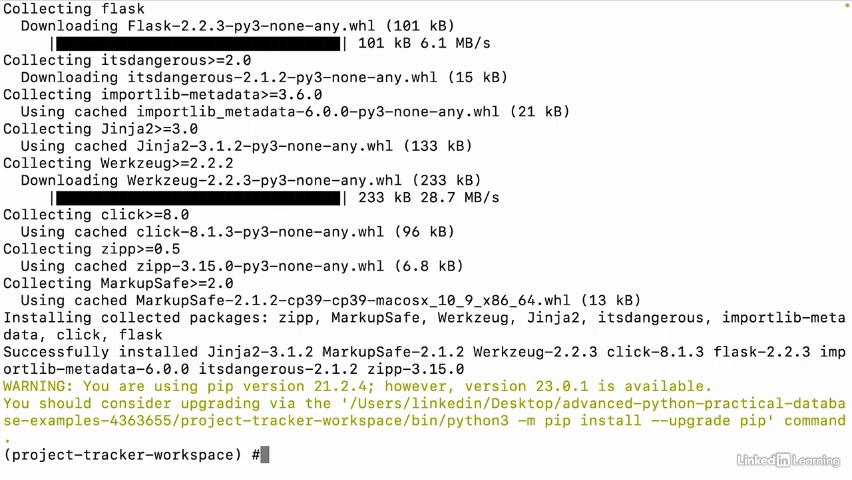 Collecting flask
Downloading Flask-2.2.3-py3-none-any.whl (101 kB)
|████████████████████████████████| 101 kB 6.1 MB/s
Collecting itsdangerous>=2.0
Downloading itsdangerous-2.1.2-py3-none-any.whl (15 kB)
Collecting importlib-metadata>=3.6.0
Using cached importlib_metadata-6.0.0-py3-none-any.whl (21 kB)
Collecting Jinja2>=3.0
Using cached Jinja2-3.1.2-py3-none-any.whl (133 kB)
Collecting Werkzeug>=2.2.2
Downloading Werkzeug-2.2.3-py3-none-any.whl (233 kB)
|████████████████████████████████| 233 kB 28.7 MB/s
Collecting click>=8.0
Using cached click-8.1.3-py3-none-any.whl (96 kB)
Collecting zipp>=0.5
Using cached zipp-3.15.0-py3-none-any.whl (6.8 kB)
Collecting MarkupSafe>=2.0
Using cached MarkupSafe-2.1.2-cp39-cp39-macosx_10_9_x86_64.whl (13 kB)
Installing collected packages: zipp, MarkupSafe, Werkzeug, Jinja2, itsdangerous, importlib-meta
data, click, flask
Successfully installed Jinja2-3.1.2 MarkupSafe-2.1.2 Werkzeug-2.2.3 click-8.1.3 flask-2.2.3 imp
ortlib-metadata-6.0.0 itsdangerous-2.1.2 zipp-3.15.0
WARNING: You are using pip version 21.2.4; however, version 23.0.1 is available.
You should consider upgrading via the '/Users/linkedin/Desktop/advanced-python-practical-databa
se-examples-4363655/project-tracker-workspace/bin/python3 -m pip install --upgrade pip' command
.
(project-tracker-workspace) #
LinkedIn Learning